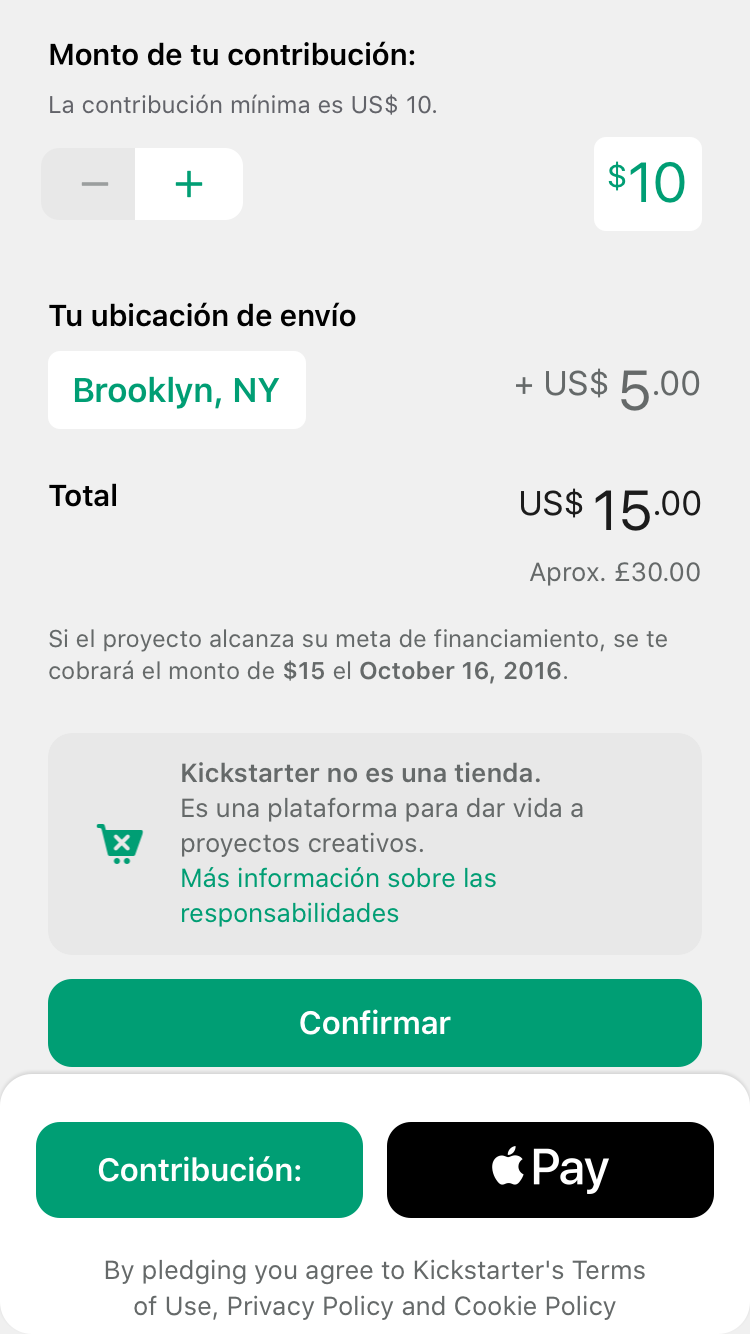 Monto de tu contribución:
La contribución mínima es US$ 10.
− +
$10
Tu ubicación de envío
Brooklyn, NY
+ US$ 5.00
Total
US$ 15.00
Aprox. £30.00
Si el proyecto alcanza su meta de financiamiento, se te
cobrará el monto de $15 el October 16, 2016.
Kickstarter no es una tienda.
Es una plataforma para dar vida a
proyectos creativos.
Más información sobre las
responsabilidades
Confirmar
Contribución:
Pay
By pledging you agree to Kickstarter's Terms
of Use, Privacy Policy and Cookie Policy